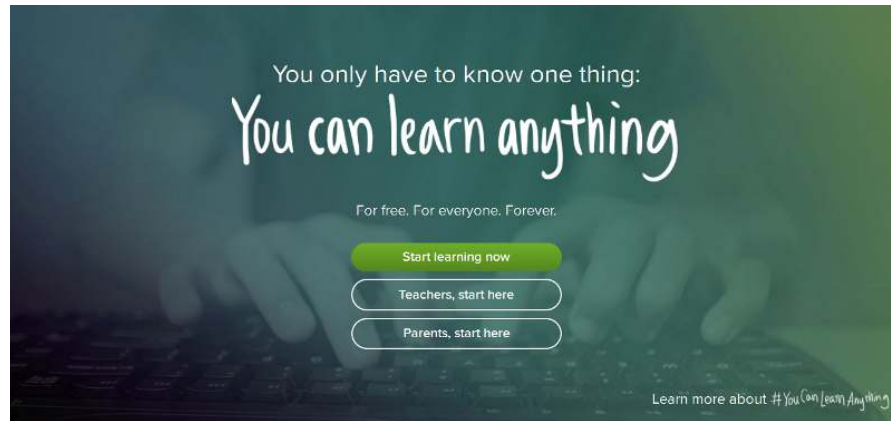 You only have to know one thing:
You can learn anything
For free. For everyone. Forever.
Start learning now
Teachers, start here
Parents, start here
Learn more about #YouCanLearnAnything